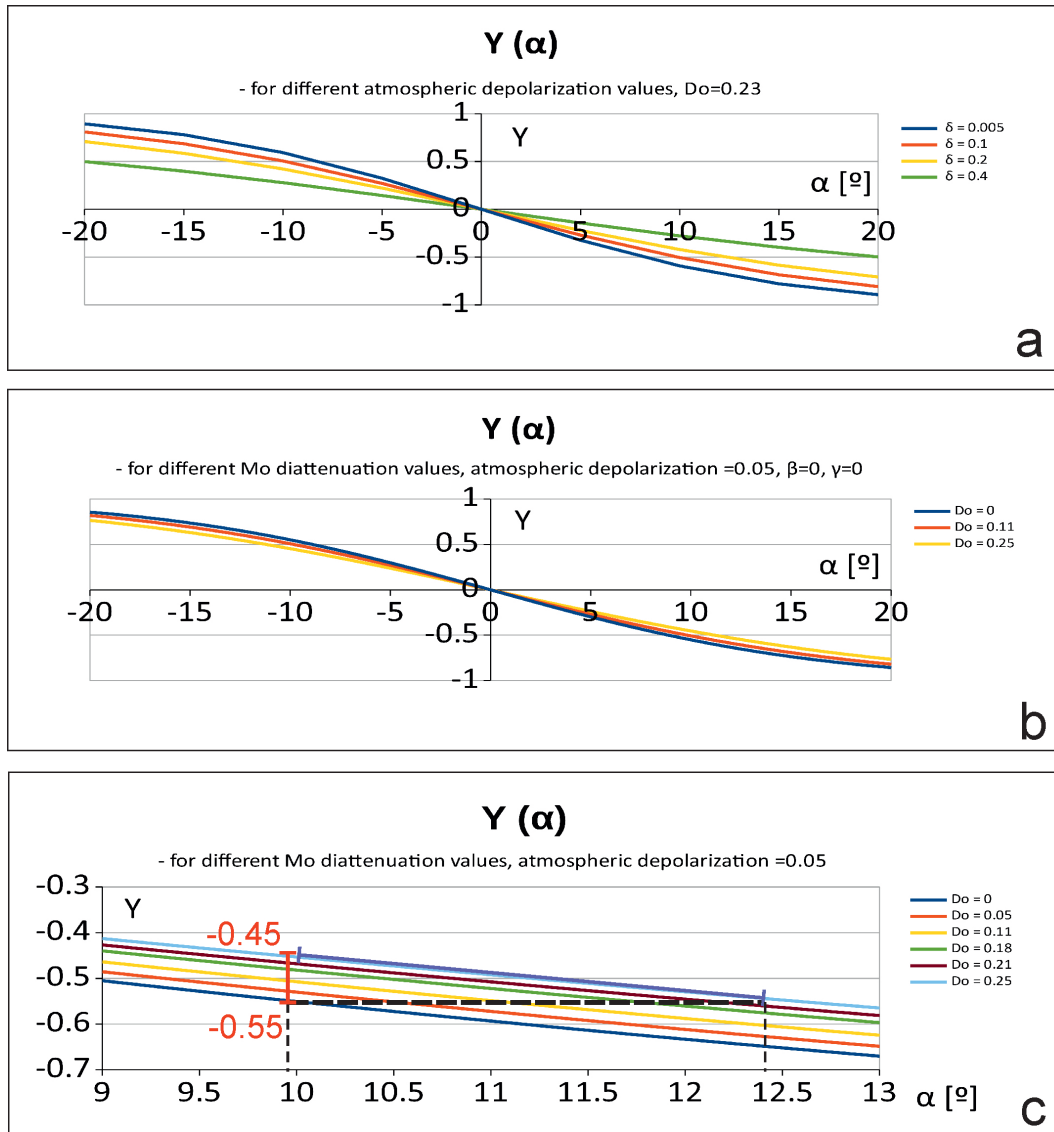 Y (α)
- for different atmospheric depolarization values, Do=0.23
1
Y
δ = 0.005
δ = 0.1
δ = 0.2
δ = 0.4
0.5
α [º]
0
-20 -15 -10 -5 0 5 10 15 20
-0.5
-1
a
Y (α)
- for different Mo diattenuation values, atmospheric depolarization =0.05, β=0, γ=0
1
Y
Do = 0
Do = 0.11
Do = 0.25
0.5
α [º]
0
-20 -15 -10 -5 0 5 10 15 20
-0.5
-1
b
Y (α)
- for different Mo diattenuation values, atmospheric depolarization =0.05
-0.3
Y
Do = 0
Do = 0.05
Do = 0.11
Do = 0.18
Do = 0.21
Do = 0.25
-0.4
-0.45
-0.5
-0.55
-0.6
-0.7
9 9.5 10 10.5 11 11.5 12 12.5 13
α [º]
c